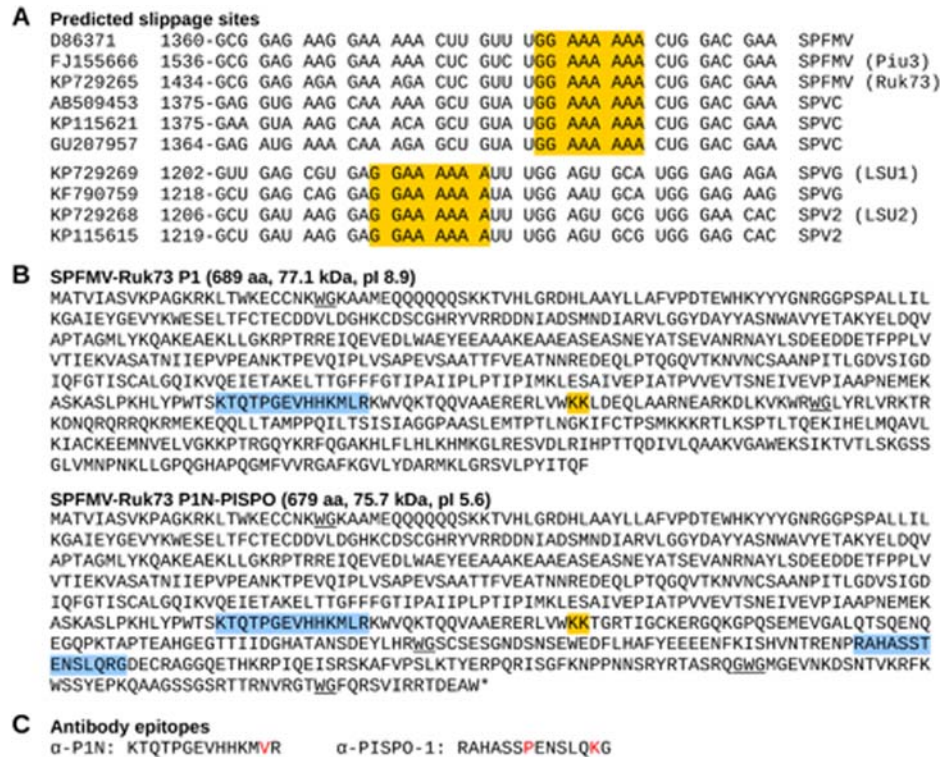 A Predicted slippage sites
D86371 1360-GCG GAG AAG GAA AAA CUU GUU UGG AAA AAA CUG GAC GAA SPFMV
FJ155666 1536-GCG GAG AAG GAA AAA CUC GUC UGG AAA AAA CUG GAC GAA SPFMV (Piu3)
KP729265 1434-GCG GAG AGA GAA AGA CUU GUU UGG AAA AAA CUG GAC GAA SPFMV (Ruk73)
AB509453 1375-GAG GUG AAG CAA AAA GCU GUA UGG AAA AAA CUG GAC GAA SPVC
KP115621 1375-GAA GUA AAG CAA ACA GCU GUA UGG AAA AAA CUG GAC GAA SPVC
GU207957 1364-GAG AUG AAA CAA AGA GCU GUA UGG AAA AAA CUG GAC GAA SPVC
KP729269 1202-GUU GAG CGU GAG GAA AAA AUU UGG AGU GCA UGG GAG AGA SPVG (LSU1)
KF790759 1218-GCU GAG CAG GAG GAA AAA AUA UGG AAU GCA UGG GAG AGA SPVG
KP729268 1206-GCU GAU AAG GAG GAA AAA AUU UGG AGU GCG UGG GAA CAC SPV2 (LSU2)
KP115615 1219-GCU GAU AAG GAG GAA AAA AUU UGG AGU GCG UGG GAG CAC SPV2
B SPFMV-Ruk73 P1 (689 aa, 77.1 kDa, pI 8.9)
MATVIASVKPAGKRKLTWKECCNKWGKAAMEQQQQQQSKKTVHLGRDHLAAYLLAFVPDTEWHKYYYGNRGGPSPALLIL
KGAIEYGEVYKWESELTFCTECDDVLDGHKCDSCGHRYVRRDDNIADSMNDIARVLGGYDAYYASNWAVYETAKYELDQV
APTAGMLYKQAKEAEKLLGKRPTRREIQEVEDLWAEYEEAAAKEAAEASEASNEYATSEVANRNAYLSDEEDDETFPPLV
VTIEKVASATNIIEPVPEANKTPEVQIPLVSAPEVSAATTFVEATNNREDEQLPTQGQVTKNVNCSAANPITLGDVSIGD
IQFGTISCALGQIKVQEIETAKELTTGFFFGTIPAIIPLPTIPIMKLESAIVEPIATPVVEVTSNEIVEVPIAAPNEMEK
ASKASLPKHLYPWTSKTQTPGEVHHKMLRKWVQKTQQVAAERERLVWKKLDEQLAARNEARKDLKVKWRWGLYRLRVKTR
KDNQRQRRQKRMEKEQQLLTAMPPQILTSISIAGGPAASLEMTPTLNGKIFCTPSMKKKRTLKSPTLTQEKIHELMQAVL
KIACKEEMNVELVGKKPTRGQYKRFQGAKHLFLHLKHMKGLRESVDLRIHPTTQDIVLQAAKVGAWEKSIKTVTLSKGSS
GLVMNPNKLLGPQGHAPQGMFVVRGAFKGVLYDARMKLGRSVLPYITQF
SPFMV-Ruk73 P1N-PISPO (679 aa, 75.7 kDa, pI 5.6)
MATVIASVKPAGKRKLTWKECCNKWGKAAMEQQQQQQSKKTVHLGRDHLAAYLLAFVPDTEWHKYYYGNRGGPSPALLIL
KGAIEYGEVYKWESELTFCTECDDVLDGHKCDSCGHRYVRRDDNIADSMNDIARVLGGYDAYYASNWAVYETAKYELDQV
APTAGMLYKQAKEAEKLLGKRPTRREIQEVEDLWAEYEEAAAKEAAEASEASNEYATSEVANRNAYLSDEEDDETFPPLV
VTIEKVASATNIIEPVPEANKTPEVQIPLVSAPEVSAATTFVEATNNREDEQLPTQGQVTKNVNCSAANPITLGDVSIGD
IQFGTISCALGQIKVQEIETAKELTTGFFFGTIPAIIPLPTIPIMKLESAIVEPIATPVVEVTSNEIVEVPIAAPNEMEK
ASKASLPKHLYPWTSKTQTPGEVHHKMLRKWVQKTQQVAAERERLVWKKTGRTIGCKERGQKGPQSEMEVGALQTSQENQ
EGQPKTAPTEAHGEGTTIIDGHATANSDEYLHRWGSCSESGNDSNSEWEDFLHAFYEEEENFKISHVNTRENPRAHASST
ENSLQRGDECRAGGQETHKRPIQEISRSKAFVPSLKTYERPQRISGFKNPPNNSRYRTASRQGWGMGEVNKDSNTVKRFK
WSSYEPKQAAGSSGSRTTRNVRGTWGFQRSVIRRTDEAW*
C Antibody epitopes
α-P1N: KTQTPGEVHHKMVR α-PISPO-1: RAHASSPENSLQKG